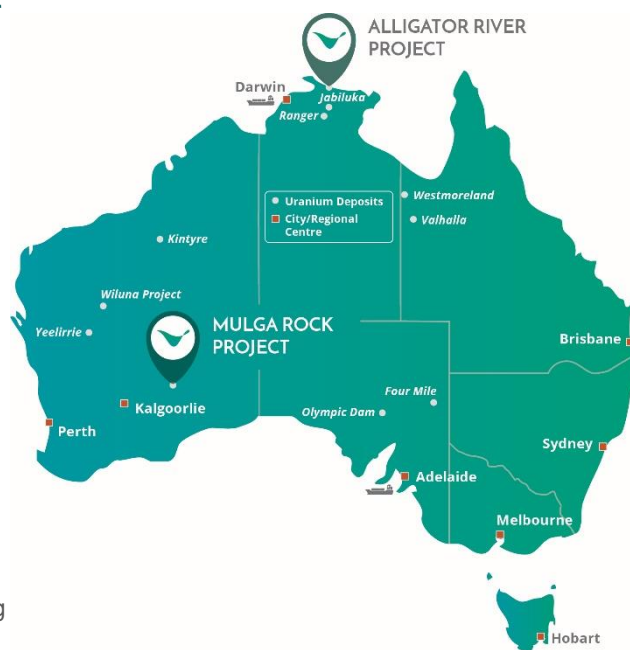 ALLIGATOR RIVER
PROJECT
Darwin
Jabiluka
Ranger
Uranium Deposits
City/Regional
Centre
Westmoreland
Valhalla
Kintyre
Wiluna Project
Yeelirrie
MULGA ROCK
PROJECT
Brisbane
Four Mile
Olympic Dam
Kalgoorlie
Perth
Sydney
Adelaide
Melbourne
g
Hobart